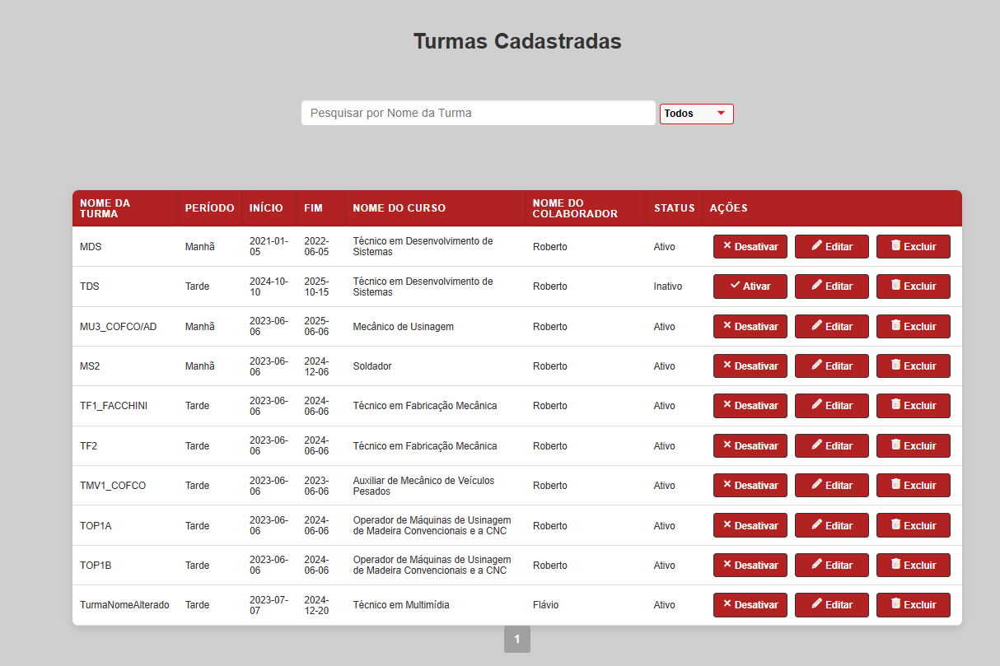 Turmas Cadastradas
Pesquisar por Nome da Turma
Todos
NOME DA TURMA PERÍODO INÍCIO FIM NOME DO CURSO NOME DO COLABORADOR STATUS AÇÕES
MDS Manhã 2021-01-05 2022-06-05 Técnico em Desenvolvimento de Sistemas Roberto Ativo Desativar Editar Excluir
TDS Tarde 2024-10-10 2025-10-15 Técnico em Desenvolvimento de Sistemas Roberto Inativo Ativar Editar Excluir
MU3_COFCO/AD Manhã 2023-06-06 2025-06-06 Mecânico de Usinagem Roberto Ativo Desativar Editar Excluir
MS2 Manhã 2023-06-06 2024-12-06 Soldador Roberto Ativo Desativar Editar Excluir
TF1_FACCHINI Tarde 2023-06-06 2024-06-06 Técnico em Fabricação Mecânica Roberto Ativo Desativar Editar Excluir
TF2 Tarde 2023-06-06 2024-06-06 Técnico em Fabricação Mecânica Roberto Ativo Desativar Editar Excluir
TMV1_COFCO Tarde 2023-06-06 2023-06-06 Auxiliar de Mecânico de Veículos Pesados Roberto Ativo Desativar Editar Excluir
TOP1A Tarde 2023-06-06 2024-06-06 Operador de Máquinas de Usinagem de Madeira Convencionais e a CNC Roberto Ativo Desativar Editar Excluir
TOP1B Tarde 2023-06-06 2024-06-06 Operador de Máquinas de Usinagem de Madeira Convencionais e a CNC Roberto Ativo Desativar Editar Excluir
TurmaNomeAlterado Tarde 2023-07-07 2024-12-20 Técnico em Multimídia Flávio Ativo Desativar Editar Excluir
1